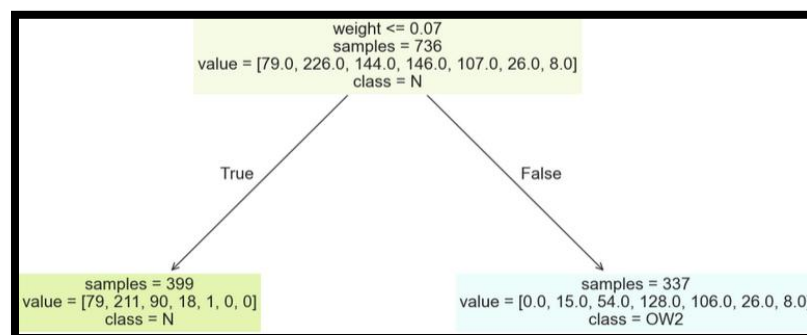 weight <= 0.07
samples = 736
value = [79.0, 226.0, 144.0, 146.0, 107.0, 26.0, 8.0]
class = N
True
False
samples = 399
value = [79, 211, 90, 18, 1, 0, 0]
class = N
samples = 337
value = [0.0, 15.0, 54.0, 128.0, 106.0, 26.0, 8.0
class = OW2